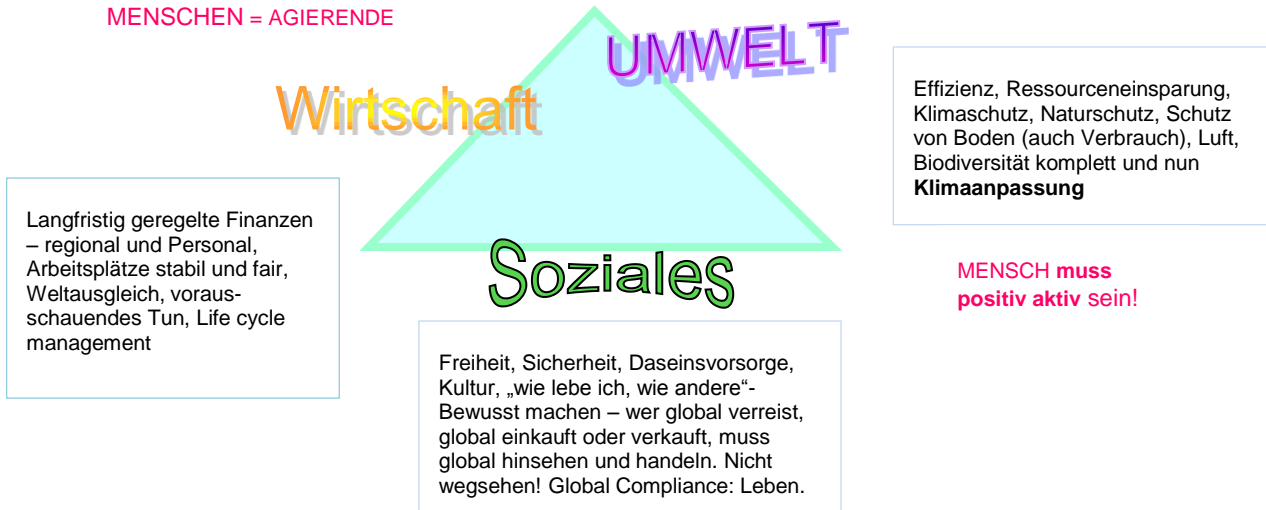 MENSCHEN = AGIERENDE
UMWELT
Wirtschaft
Effizienz, Ressourceneinsparung,
Klimaschutz, Naturschutz, Schutz
von Boden (auch Verbrauch), Luft,
Biodiversität komplett und nun
Klimaanpassung
Langfristig geregelte Finanzen
– regional und Personal,
Arbeitsplätze stabil und fair,
Weltausgleich, voraus-
schauendes Tun, Life cycle
management
Soziales
MENSCH muss
positiv aktiv sein!
Freiheit, Sicherheit, Daseinsvorsorge,
Kultur, „wie lebe ich, wie andere“-
Bewusst machen – wer global verreist,
global einkauft oder verkauft, muss
global hinsehen und handeln. Nicht
wegsehen! Global Compliance: Leben.